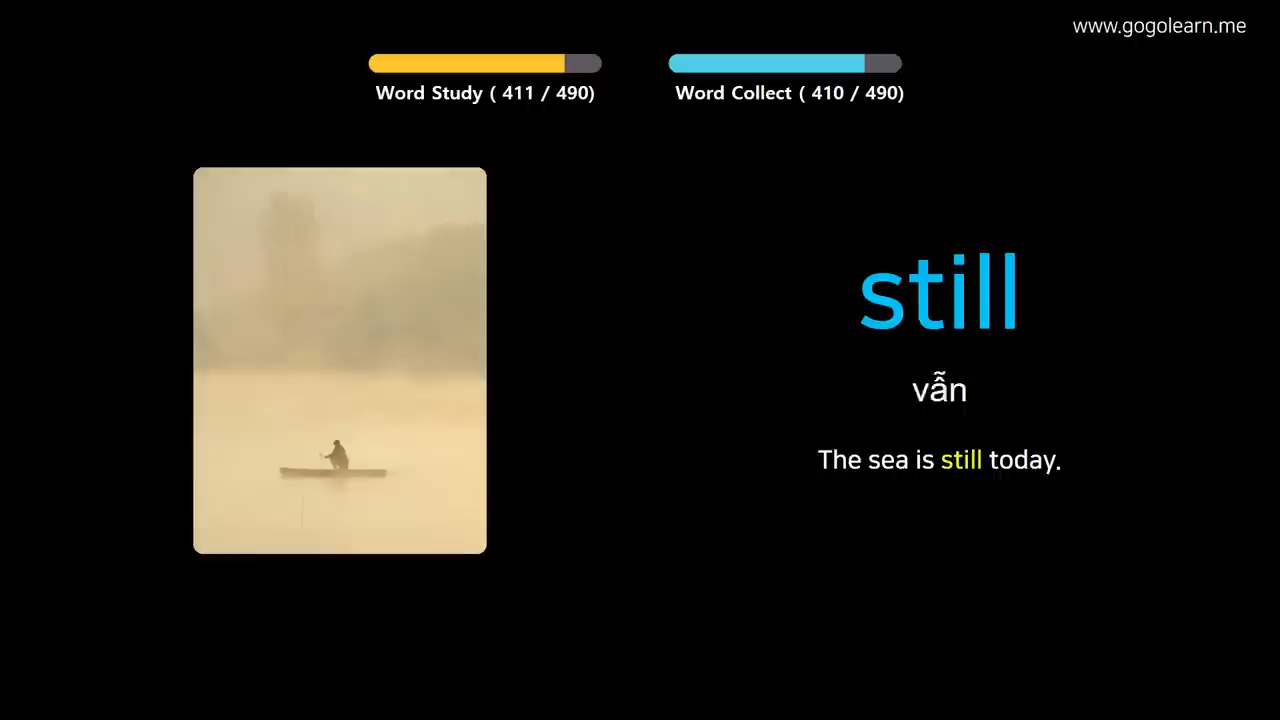 www.gogolearn.me
Word Study ( 411 / 490)
Word Collect ( 410 / 490)
still
vẫn
The sea is still today.